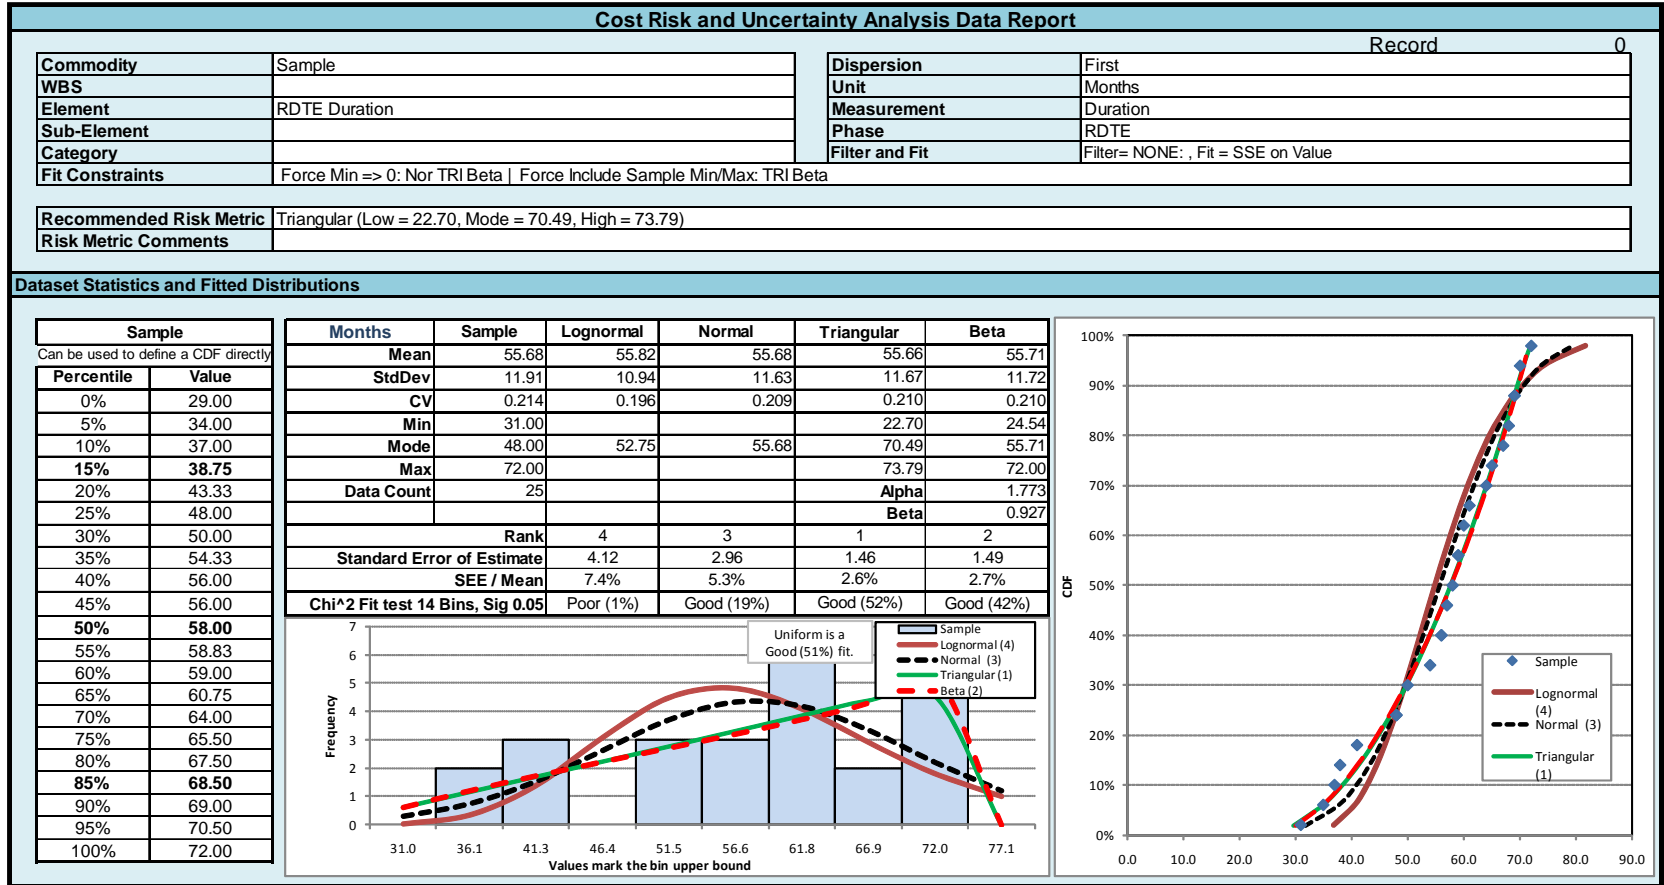 Cost Risk and Uncertainty Analysis Data Report
Record 0
Commodity Sample Dispersion First
WBS Unit Months
Element RDTE Duration Measurement Duration
Sub-Element Phase RDTE
Category Filter and Fit Filter= NONE: , Fit = SSE on Value
Fit Constraints Force Min => 0: Nor TRI Beta | Force Include Sample Min/Max: TRI Beta
Recommended Risk Metric Triangular (Low = 22.70, Mode = 70.49, High = 73.79)
Risk Metric Comments
Dataset Statistics and Fitted Distributions
Sample
Can be used to define a CDF directly
Percentile Value
0% 29.00
5% 34.00
10% 37.00
15% 38.75
20% 43.33
25% 48.00
30% 50.00
35% 54.33
40% 56.00
45% 56.00
50% 58.00
55% 58.83
60% 59.00
65% 60.75
70% 64.00
75% 65.50
80% 67.50
85% 68.50
90% 69.00
95% 70.50
100% 72.00
Months Sample Lognormal Normal Triangular Beta
Mean 55.68 55.82 55.68 55.66 55.71
StdDev 11.91 10.94 11.63 11.67 11.72
CV 0.214 0.196 0.209 0.210 0.210
Min 31.00 22.70 24.54
Mode 48.00 52.75 55.68 70.49 55.71
Max 72.00 73.79 72.00
Data Count 25 Alpha 1.773
Beta 0.927
Rank 4 3 1 2
Standard Error of Estimate 4.12 2.96 1.46 1.49
SEE / Mean 7.4% 5.3% 2.6% 2.7%
Chi^2 Fit test 14 Bins, Sig 0.05 Poor (1%) Good (19%) Good (52%) Good (42%)
Uniform is a
Good (51%) fit.
Sample
Lognormal (4)
Normal (3)
Triangular (1)
Beta (2)
Frequency
7
6
5
4
3
2
1
0
31.0 36.1 41.3 46.4 51.5 56.6 61.8 66.9 72.0 77.1
Values mark the bin upper bound
CDF
100%
90%
80%
70%
60%
50%
40%
30%
20%
10%
0%
0.0 10.0 20.0 30.0 40.0 50.0 60.0 70.0 80.0 90.0
Sample
Lognormal
(4)
Normal (3)
Triangular
(1)